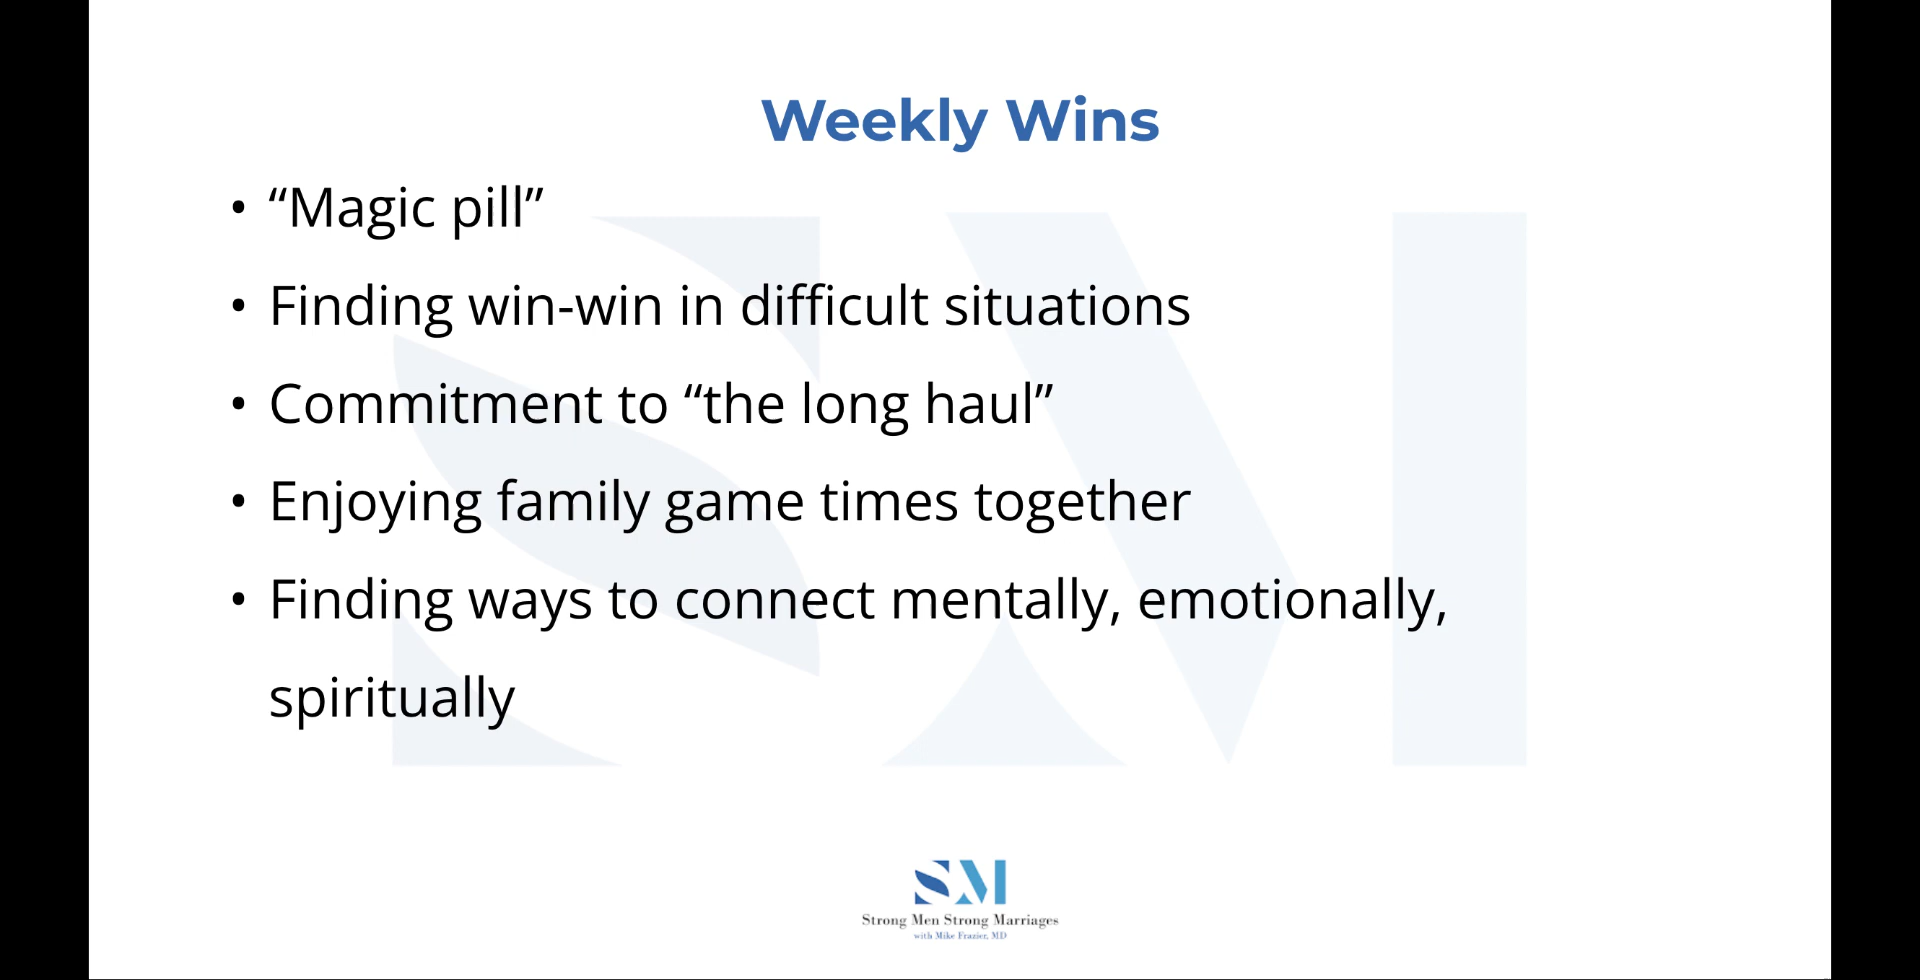 Weekly Wins
• “Magic pill”
• Finding win-win in difficult situations
• Commitment to “the long haul”
• Enjoying family game times together
• Finding ways to connect mentally, emotionally,
spiritually
SM
Strong Men Strong Marriages
with Mike Frazier, MD